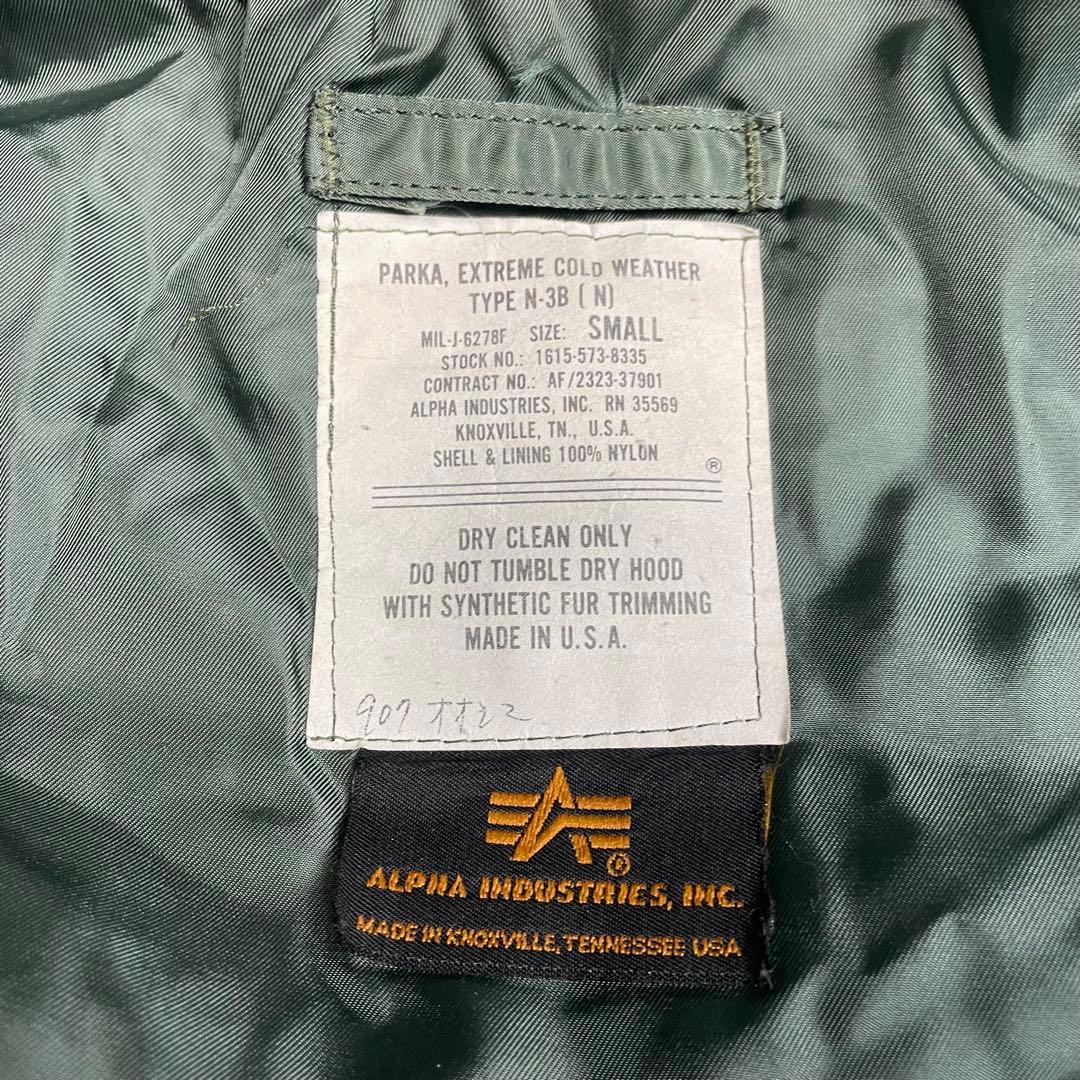 PARKA, EXTREME COLD WEATHER
TYPE N-3B ( N)
MIL-J-6278F SIZE: SMALL
STOCK NO.: 1615-573-8335
CONTRACT NO.: AF/2323-37901
ALPHA INDUSTRIES, INC. RN 35569
KNOXVILLE, TN., U.S.A.
SHELL & LINING 100% NYLON
®
DRY CLEAN ONLY
DO NOT TUMBLE DRY HOOD
WITH SYNTHETIC FUR TRIMMING
MADE IN U.S.A.
907
®
ALPHA INDUSTRIES, INC.
MADE IN KNOXVILLE, TENNESSEE USA